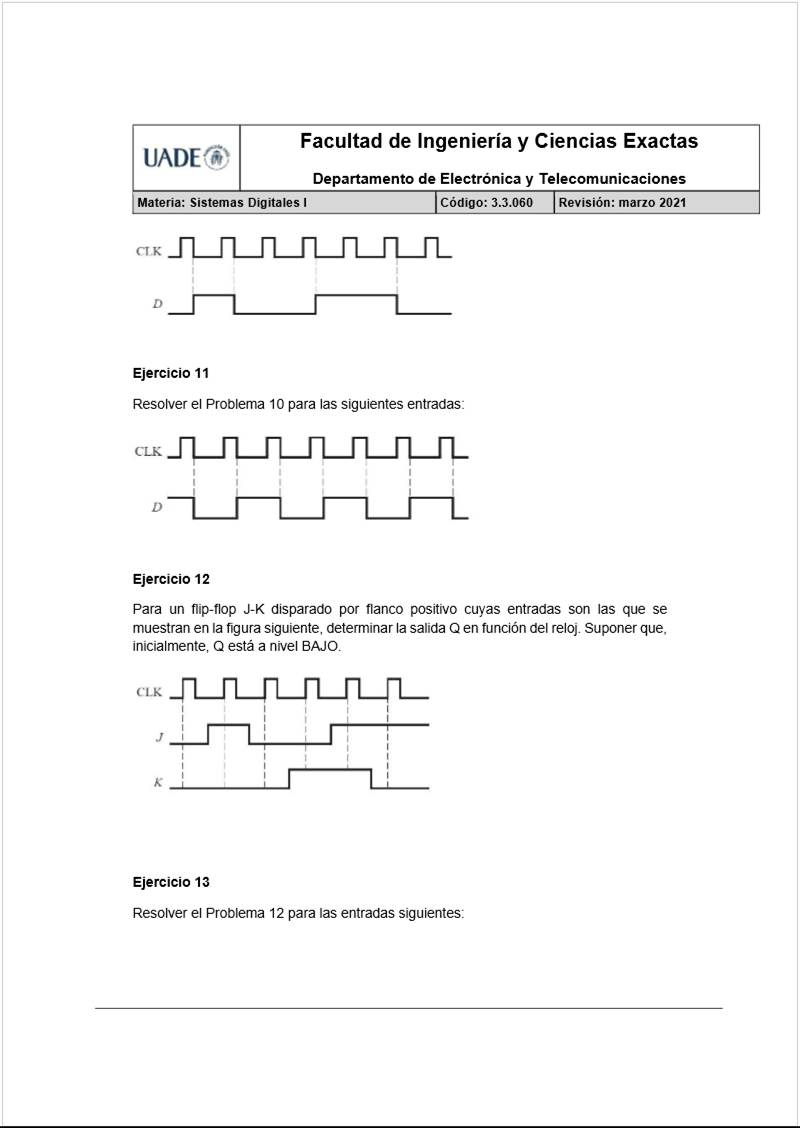 UADE
Facultad de Ingeniería y Ciencias Exactas
Departamento de Electrónica y Telecomunicaciones
Materia: Sistemas Digitales I
Código: 3.3.060
Revisión: marzo 2021
CLK
D
Ejercicio 11
Resolver el Problema 10 para las siguientes entradas:
CLK
D
Ejercicio 12
Para un flip-flop J-K disparado por flanco positivo cuyas entradas son las que se
muestran en la figura siguiente, determinar la salida Q en función del reloj. Suponer que,
inicialmente, Q está a nivel BAJO.
CLK
J
K
Ejercicio 13
Resolver el Problema 12 para las entradas siguientes: